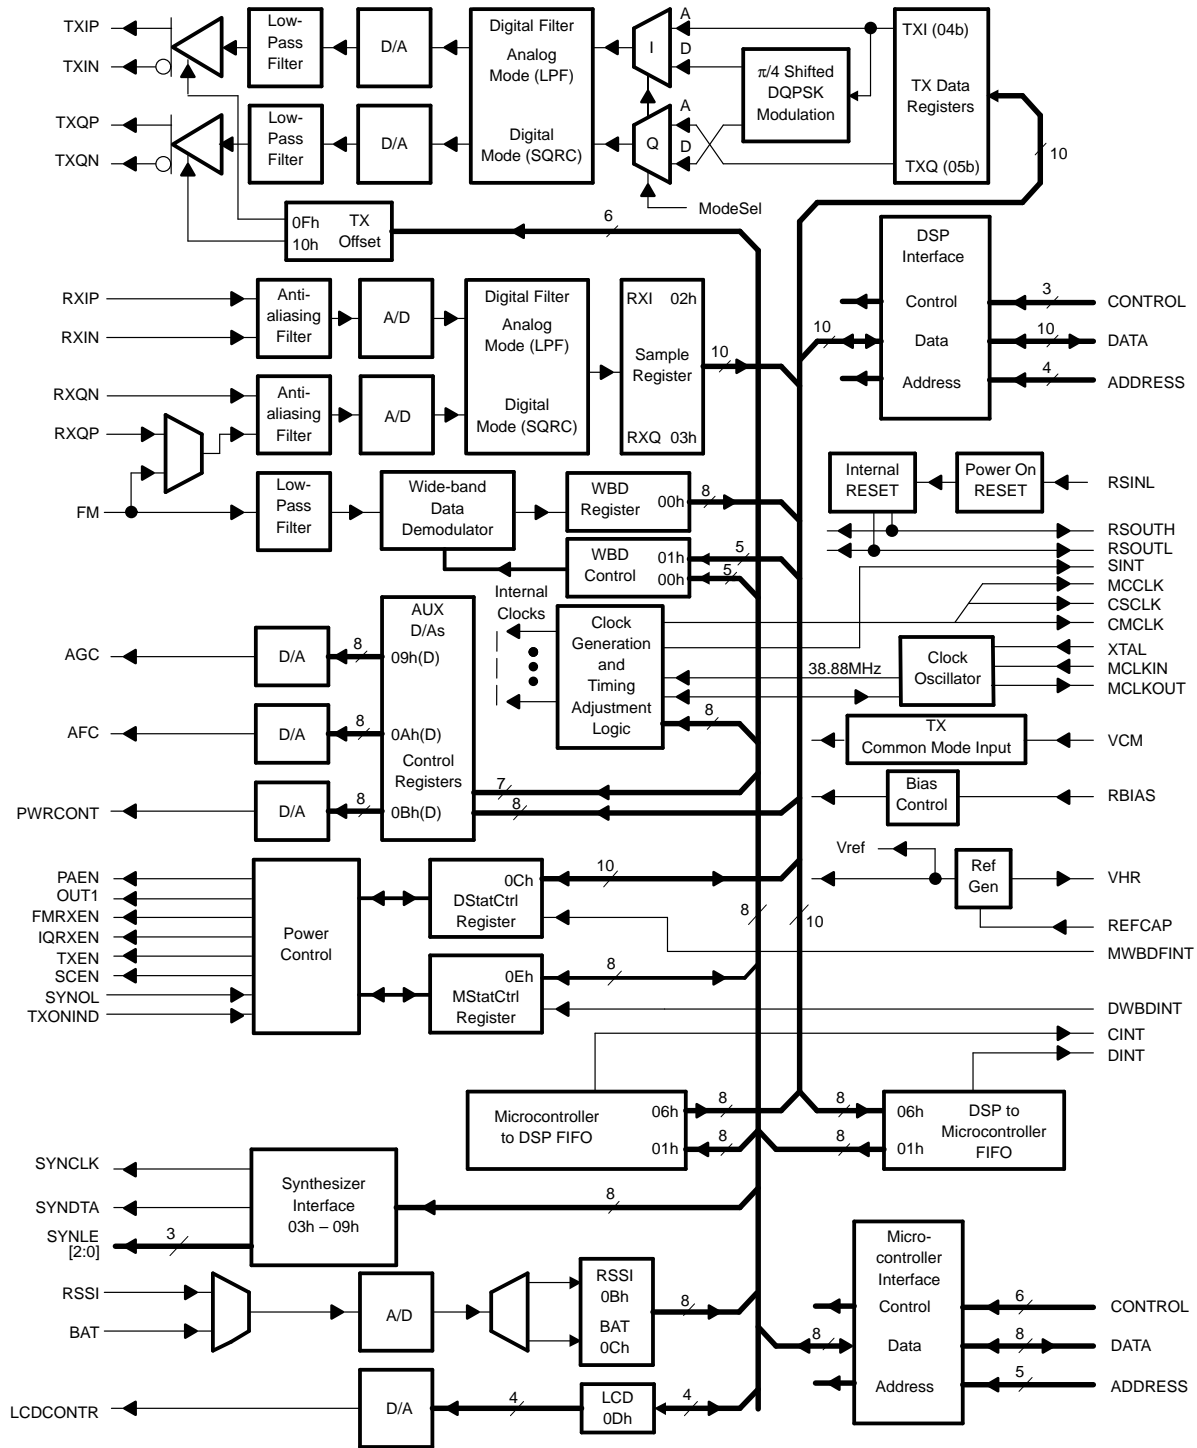 TXIP
TXIN
TXQP
TXQN
Low-
Pass
Filter
D/A
Low-
Pass
Filter
D/A
Digital Filter
Analog
Mode (LPF)
Digital
Mode (SQRC)
I
A
D
Q
A
D
π/4 Shifted
DQPSK
Modulation
TXI (04b)
TX Data
Registers
TXQ (05b)
10
ModeSel
0Fh
10h
TX
Offset
6
DSP
Interface
Control
Data
Address
10
3
10
4
CONTROL
DATA
ADDRESS
RXIP
RXIN
RXQN
RXQP
FM
Anti-
aliasing
Filter
A/D
Anti-
aliasing
Filter
A/D
Digital Filter
Analog
Mode (LPF)
Digital
Mode (SQRC)
RXI 02h
Sample
Register
RXQ 03h
10
Low-
Pass
Filter
Wide-band
Data
Demodulator
WBD
Register
00h
8
WBD
Control
01h
00h
5
5
Internal
RESET
Power On
RESET
RSINL
RSOUTH
RSOUTL
SINT
MCCLK
CSCLK
CMCLK
XTAL
MCLKIN
MCLKOUT
Internal
Clocks
Clock
Generation
and
Timing
Adjustment
Logic
38.88MHz
8
Clock
Oscillator
AGC
AFC
PWRCONT
D/A
D/A
D/A
8
8
8
AUX
D/As
09h(D)
0Ah(D)
Control
Registers
0Bh(D)
7
8
TX
Common Mode Input
VCM
Bias
Control
RBIAS
Vref
Ref
Gen
VHR
REFCAP
PAEN
OUT1
FMRXEN
IQRXEN
TXEN
SCEN
SYNOL
TXONIND
Power
Control
0Ch
DStatCtrl
Register
10
0Eh
MStatCtrl
Register
8
8
10
MWBDFINT
DWBDINT
CINT
DINT
Microcontroller
to DSP FIFO
06h
01h
8
8
8
8
06h
01h
DSP to
Microcontroller
FIFO
SYNCLK
SYNDTA
SYNLE
[2:0]
3
Synthesizer
Interface
03h – 09h
8
RSSI
BAT
A/D
RSSI
0Bh
BAT
0Ch
8
Micro-
controller
Interface
Control
Data
Address
8
6
8
5
CONTROL
DATA
ADDRESS
LCDCONTR
D/A
4
LCD
0Dh
4